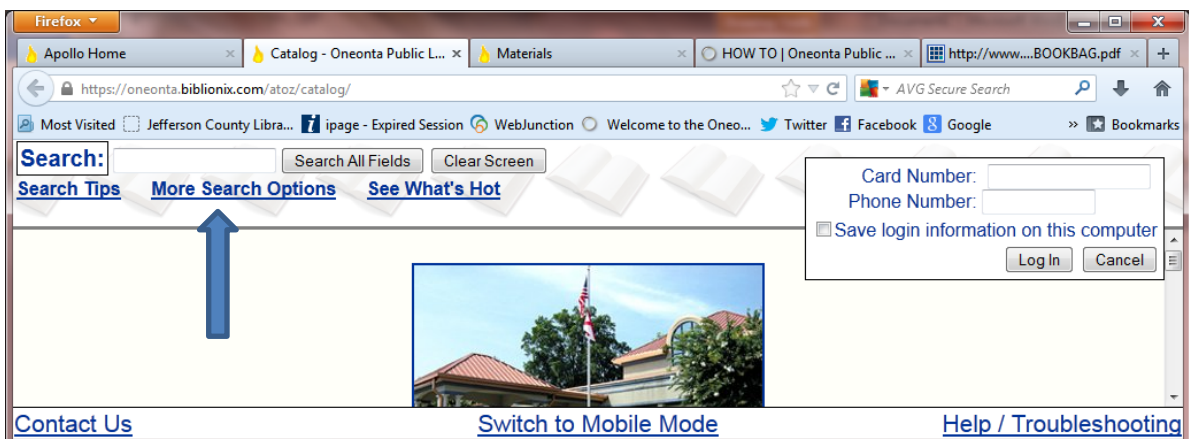 Firefox
Apollo Home × Catalog - Oneonta Public L... × Materials × HOW TO | Oneonta Public ... × http://www....BOOKBAG.pdf × +
https://oneonta.biblionix.com/atoz/catalog/ AVG Secure Search
Most Visited Jefferson County Libra... ipage - Expired Session WebJunction Welcome to the Oneo... Twitter Facebook Google » Bookmarks
Search: Search All Fields Clear Screen
Search Tips More Search Options See What's Hot
Card Number:
Phone Number:
Save login information on this computer
Log In Cancel
Contact Us Switch to Mobile Mode Help / Troubleshooting